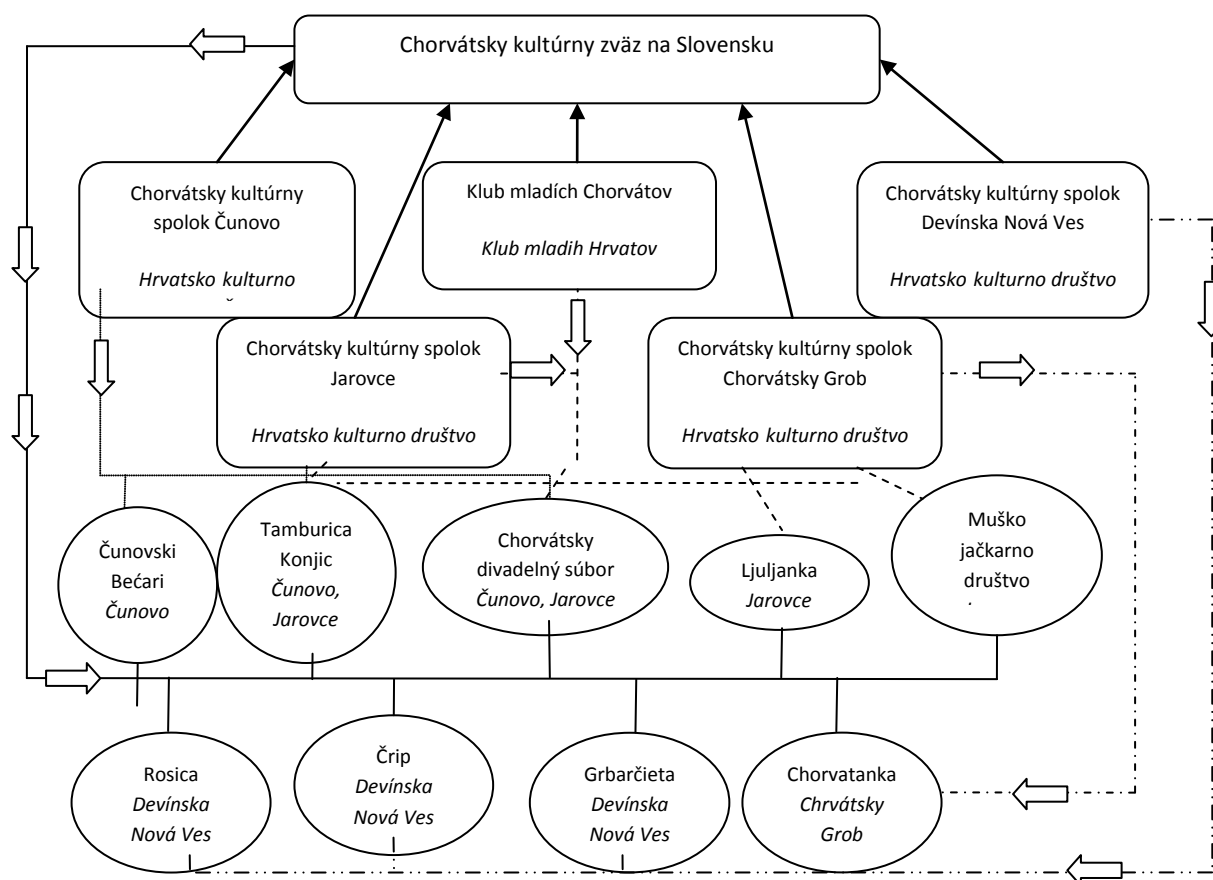 Chorvátsky kultúrny zväz na Slovensku
Chorvátsky kultúrny
spolok Čunovo
Hrvatsko kulturno
Klub mladích Chorvátov
Klub mladih Hrvatov
Chorvátsky kultúrny spolok
Devínska Nová Ves
Hrvatsko kulturno društvo
Chorvátsky kultúrny spolok
Jarovce
Hrvatsko kulturno društvo
Chorvátsky kultúrny spolok
Chorvátsky Grob
Hrvatsko kulturno društvo
Čunovski
Bećari
Čunovo
Tamburica
Konjic
Čunovo,
Jarovce
Chorvátsky
divadelný súbor
Čunovo, Jarovce
Ljuljanka
Jarovce
Muško
jačkarno
društvo
Rosica
Devínska
Nová Ves
Črip
Devínska
Nová Ves
Grbarčieta
Devínska
Nová Ves
Chorvatanka
Chrvátsky
Grob